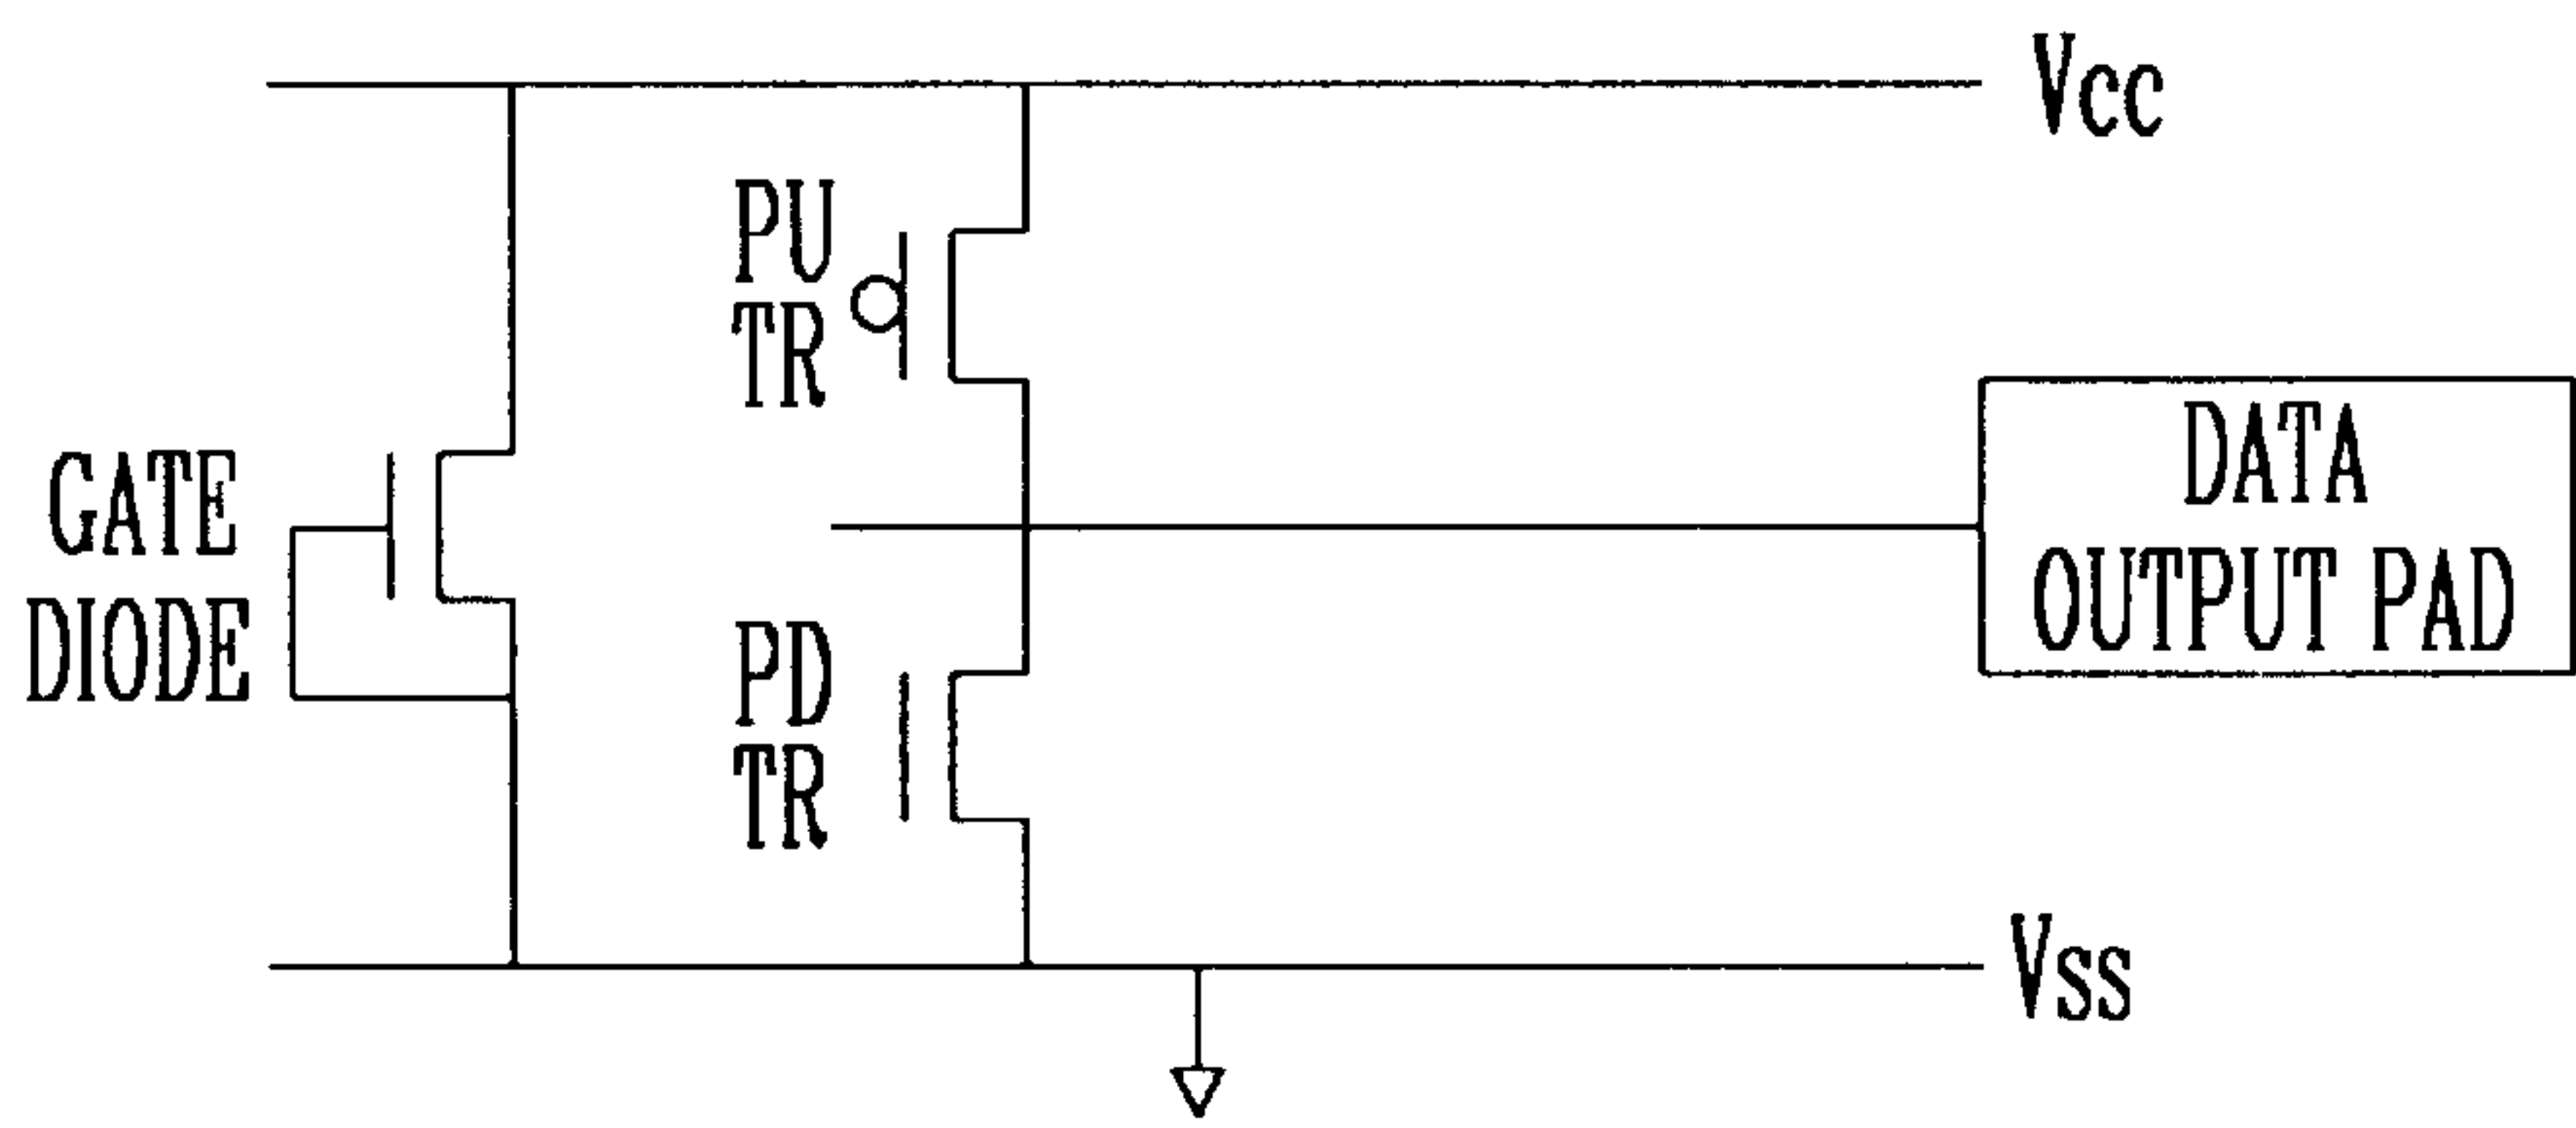 Vcc
PU
TR
GATE
DIODE
DATA
OUTPUT PAD
PD
TR
Vss